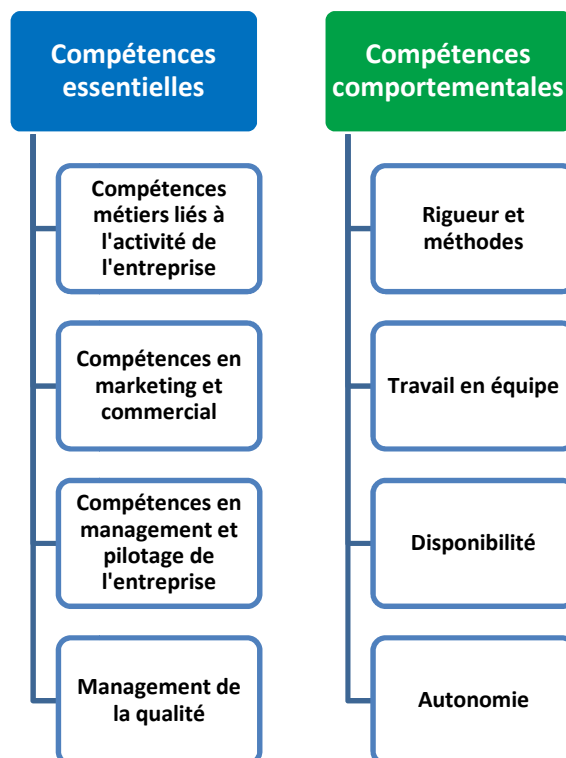 Compétences
essentielles
Compétences
métiers liés à
l'activité de
l'entreprise
Compétences en
marketing et
commercial
Compétences en
management et
pilotage de
l'entreprise
Management de
la qualité
Compétences
comportementales
Rigueur et
méthodes
Travail en équipe
Disponibilité
Autonomie